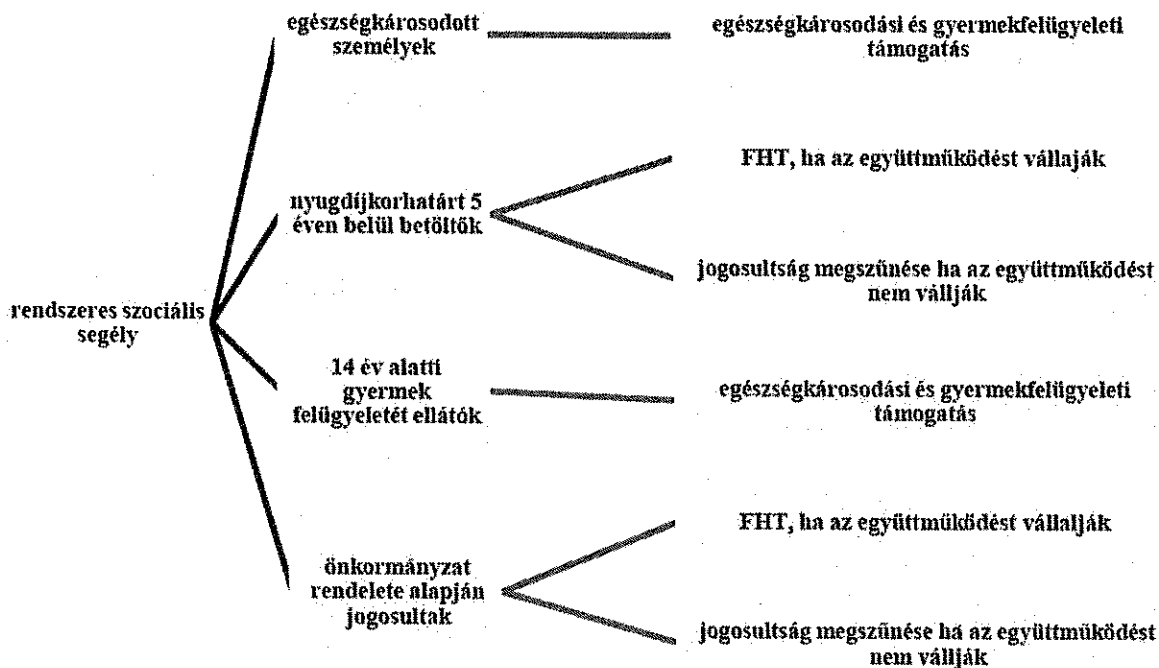 egészségkárosodott
személyek
egészségkárosodási és gyermekfelügyeleti
támogatás
FHT, ha az együttműködést vállaják
nyugdíjkorhatárt 5
éven belül betöltők
jogosultság megszűnése ha az együttműködést
nem vállják
rendszeres szociális
segély
14 év alatti
gyermek
felügyeletét ellátók
egészségkárosodási és gyermekfelügyeleti
támogatás
FHT, ha az együttműködést vállalják
önkormányzat
rendelete alapján
jogosultak
jogosultság megszűnése ha az együttműködést
nem vállják